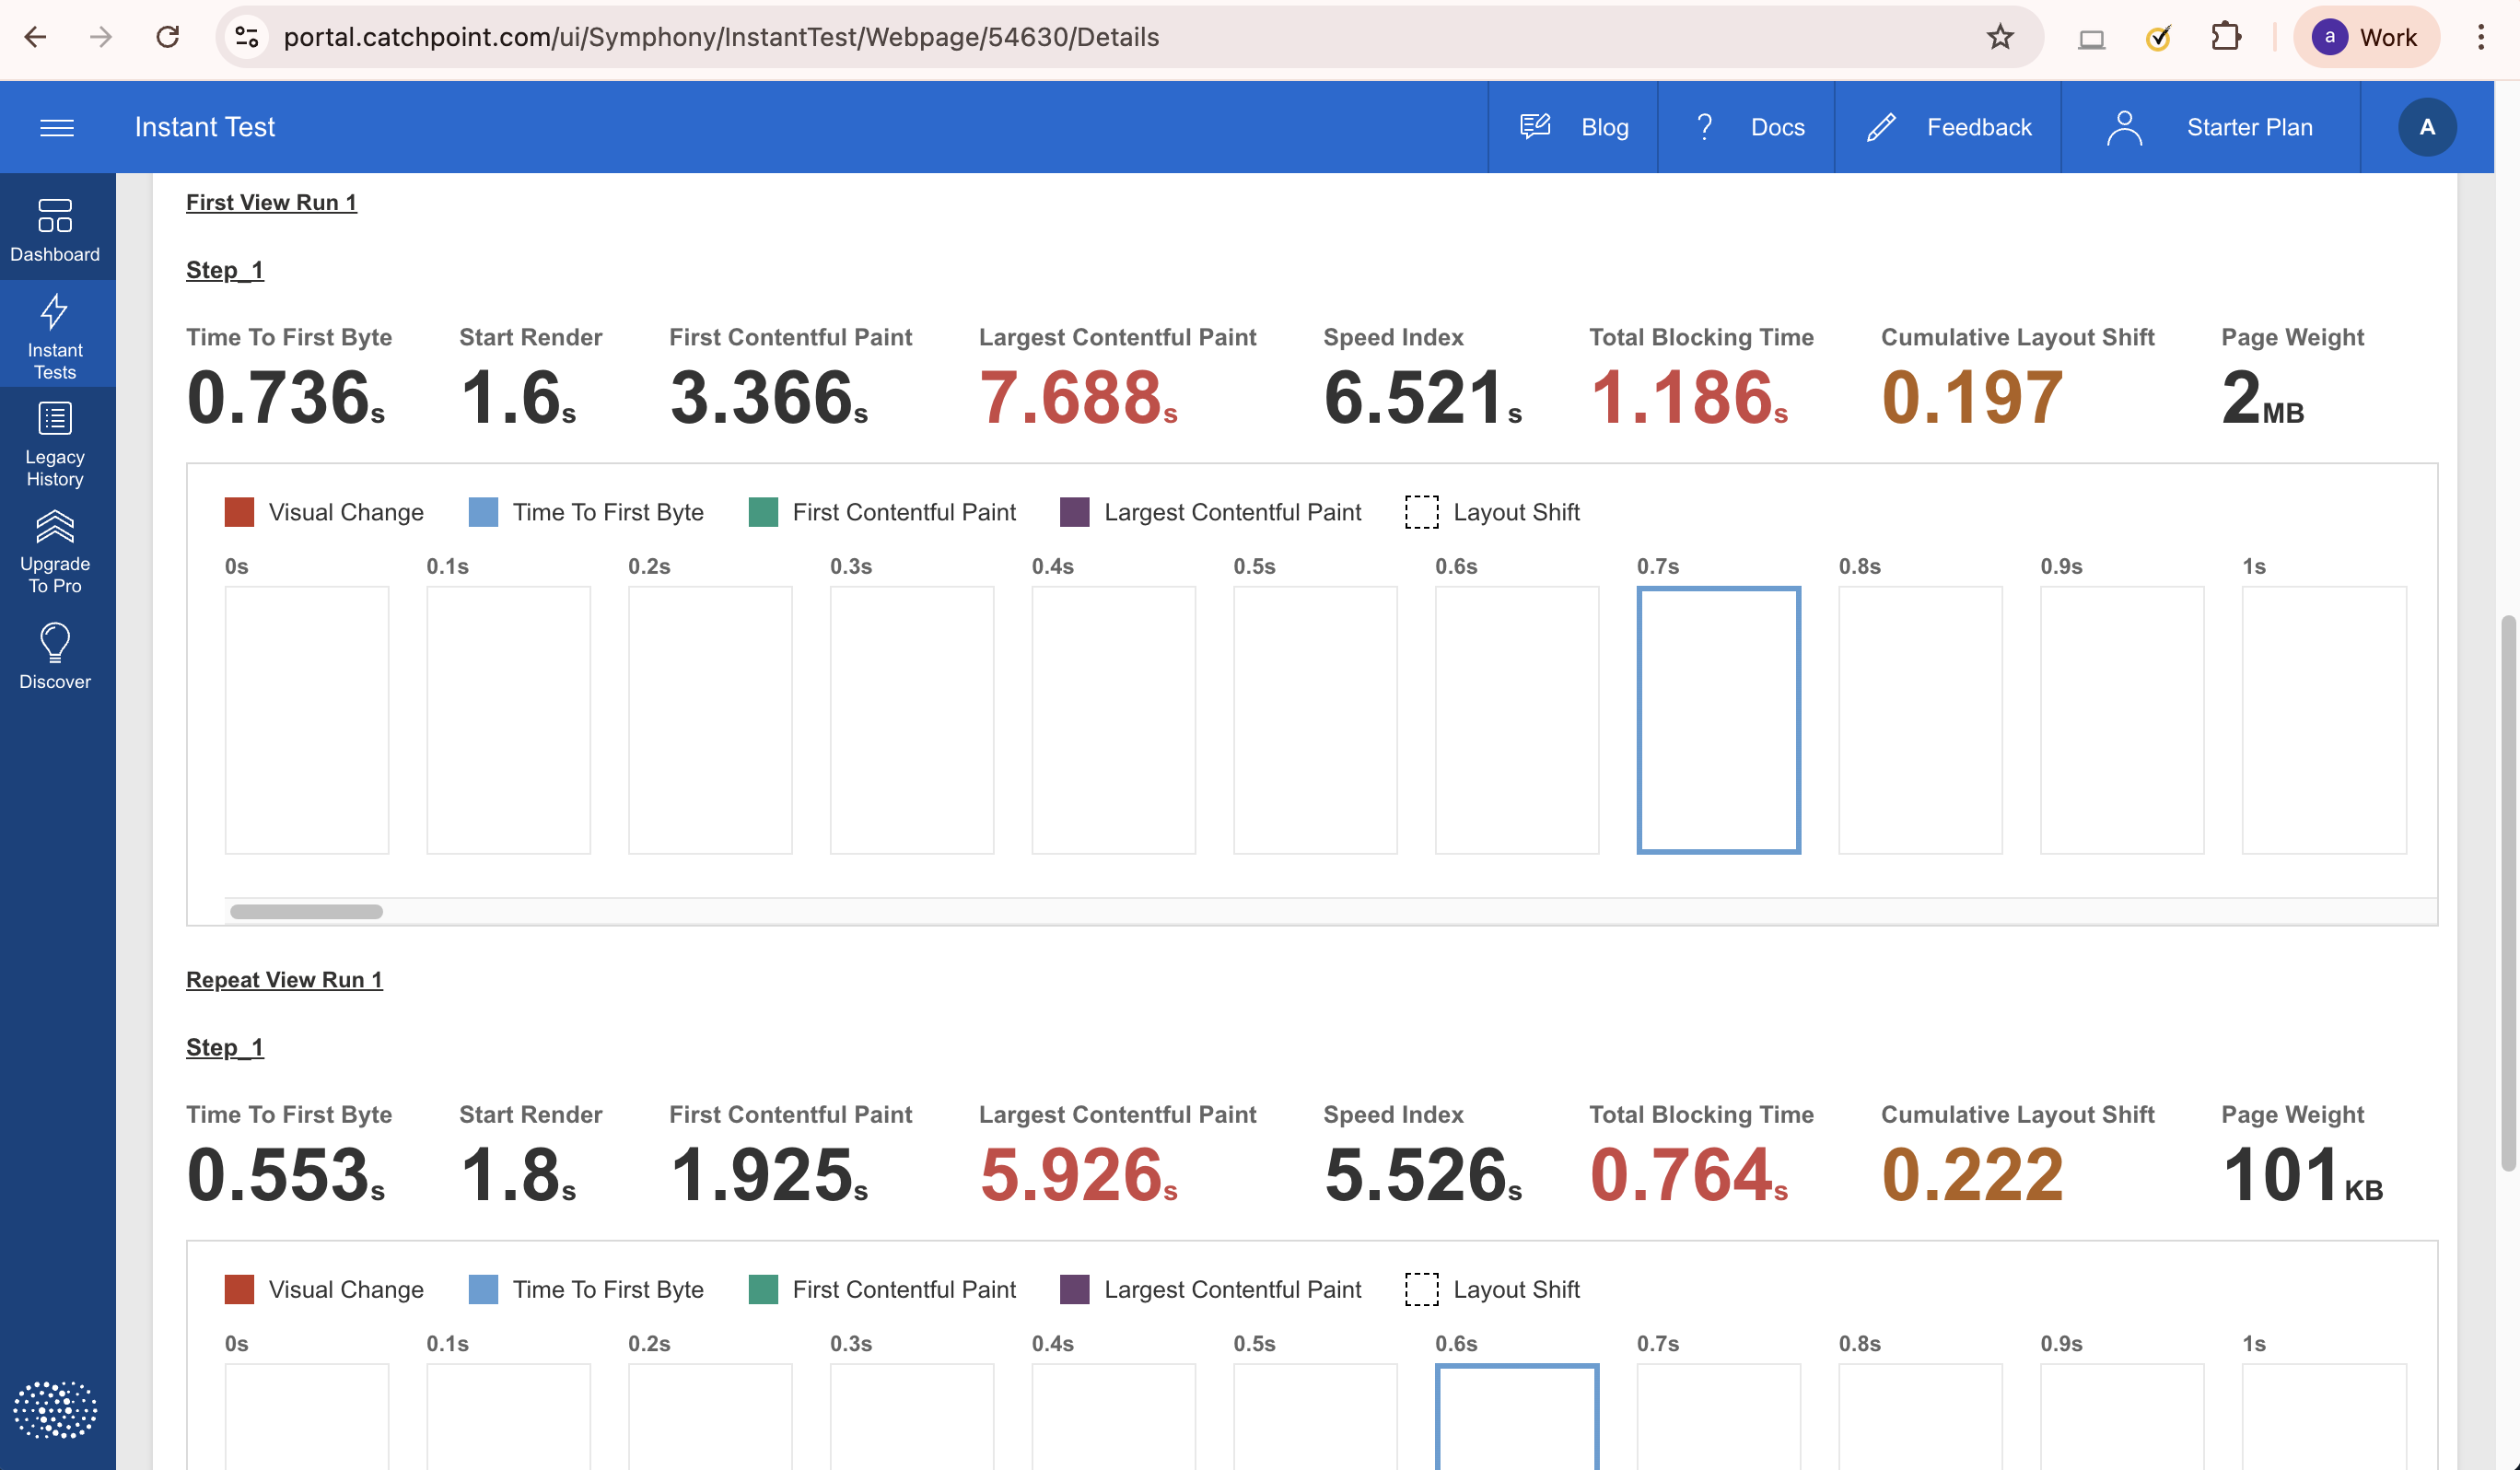 portal.catchpoint.com/ui/Symphony/InstantTest/Webpage/54630/Details
a Work
Instant Test
Blog
? Docs
Feedback
Starter Plan
A
Dashboard
Instant
Tests
Legacy
History
Upgrade
To Pro
Discover
First View Run 1
Step_1
Time To First Byte Start Render First Contentful Paint Largest Contentful Paint Speed Index Total Blocking Time Cumulative Layout Shift Page Weight
0.736s 1.6s 3.366s 7.688s 6.521s 1.186s 0.197 2MB
Visual Change Time To First Byte First Contentful Paint Largest Contentful Paint Layout Shift
0s 0.1s 0.2s 0.3s 0.4s 0.5s 0.6s 0.7s 0.8s 0.9s 1s
Repeat View Run 1
Step_1
Time To First Byte Start Render First Contentful Paint Largest Contentful Paint Speed Index Total Blocking Time Cumulative Layout Shift Page Weight
0.553s 1.8s 1.925s 5.926s 5.526s 0.764s 0.222 101KB
Visual Change Time To First Byte First Contentful Paint Largest Contentful Paint Layout Shift
0s 0.1s 0.2s 0.3s 0.4s 0.5s 0.6s 0.7s 0.8s 0.9s 1s